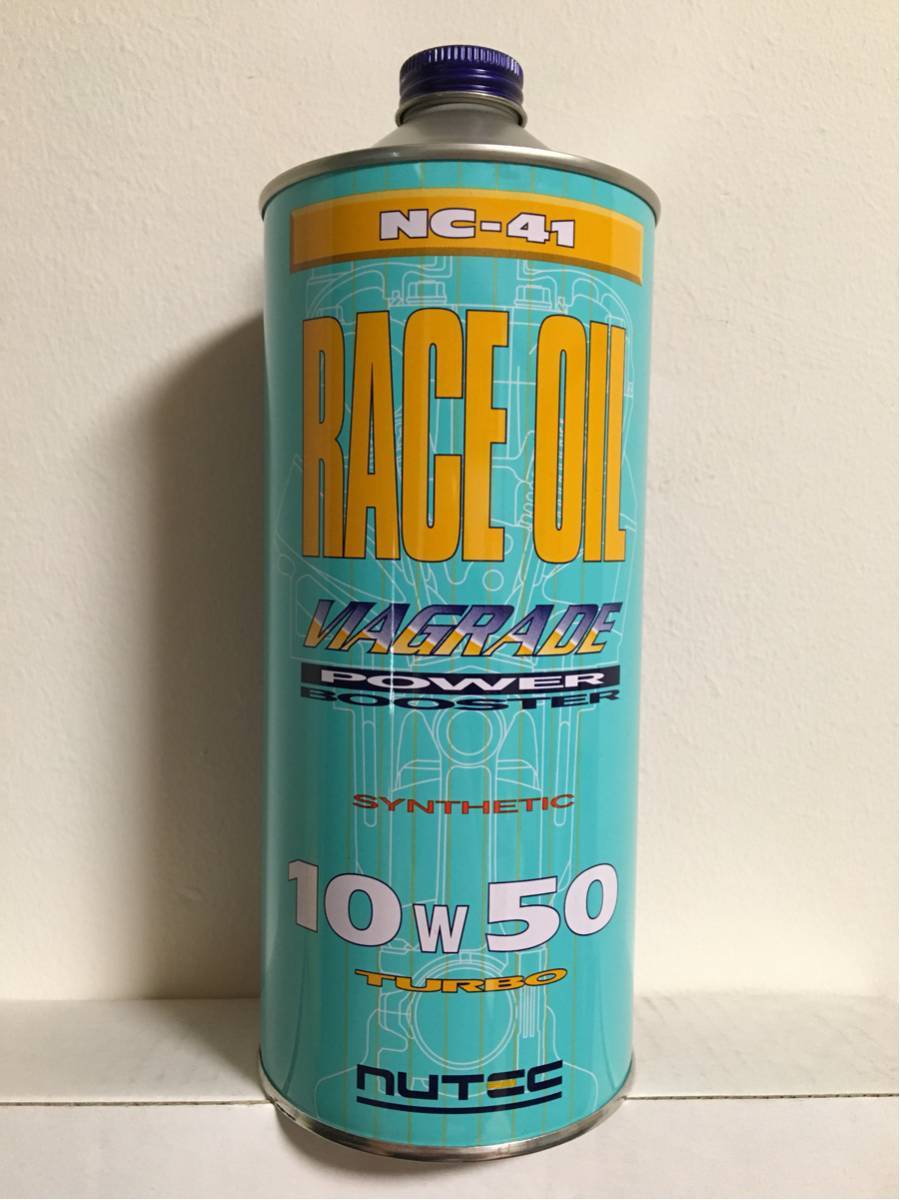 NC-41
RACE OIL
VIAGRADE
POWER
BOOSTER
SYNTHETIC
10W50
TURBO
NUTEC